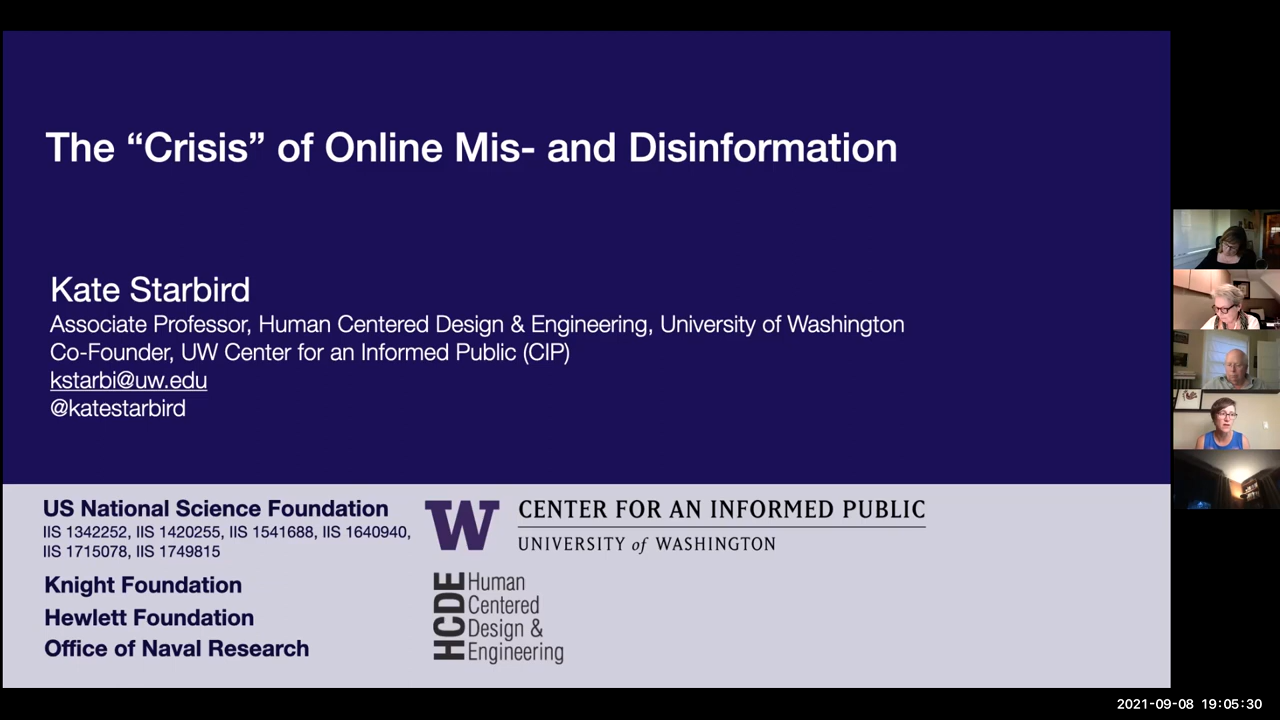 The “Crisis” of Online Mis- and Disinformation
Kate Starbird
Associate Professor, Human Centered Design & Engineering, University of Washington
Co-Founder, UW Center for an Informed Public (CIP)
kstarbi@uw.edu
@katestarbird
US National Science Foundation
IIS 1342252, IIS 1420255, IIS 1541688, IIS 1640940,
IIS 1715078, IIS 1749815
Knight Foundation
Hewlett Foundation
Office of Naval Research
W
CENTER FOR AN INFORMED PUBLIC
UNIVERSITY of WASHINGTON
HCDE
Human
Centered
Design &
Engineering
2021-09-08 19:05:30